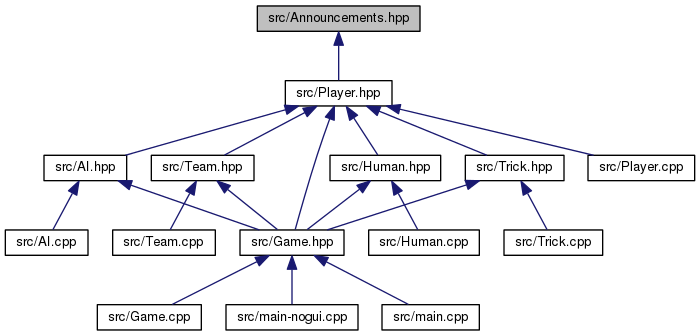 src/Announcements.hpp
src/Player.hpp
src/AI.hpp
src/Team.hpp
src/Human.hpp
src/Trick.hpp
src/Player.cpp
src/AI.cpp
src/Team.cpp
src/Game.hpp
src/Human.cpp
src/Trick.cpp
src/Game.cpp
src/main-nogui.cpp
src/main.cpp